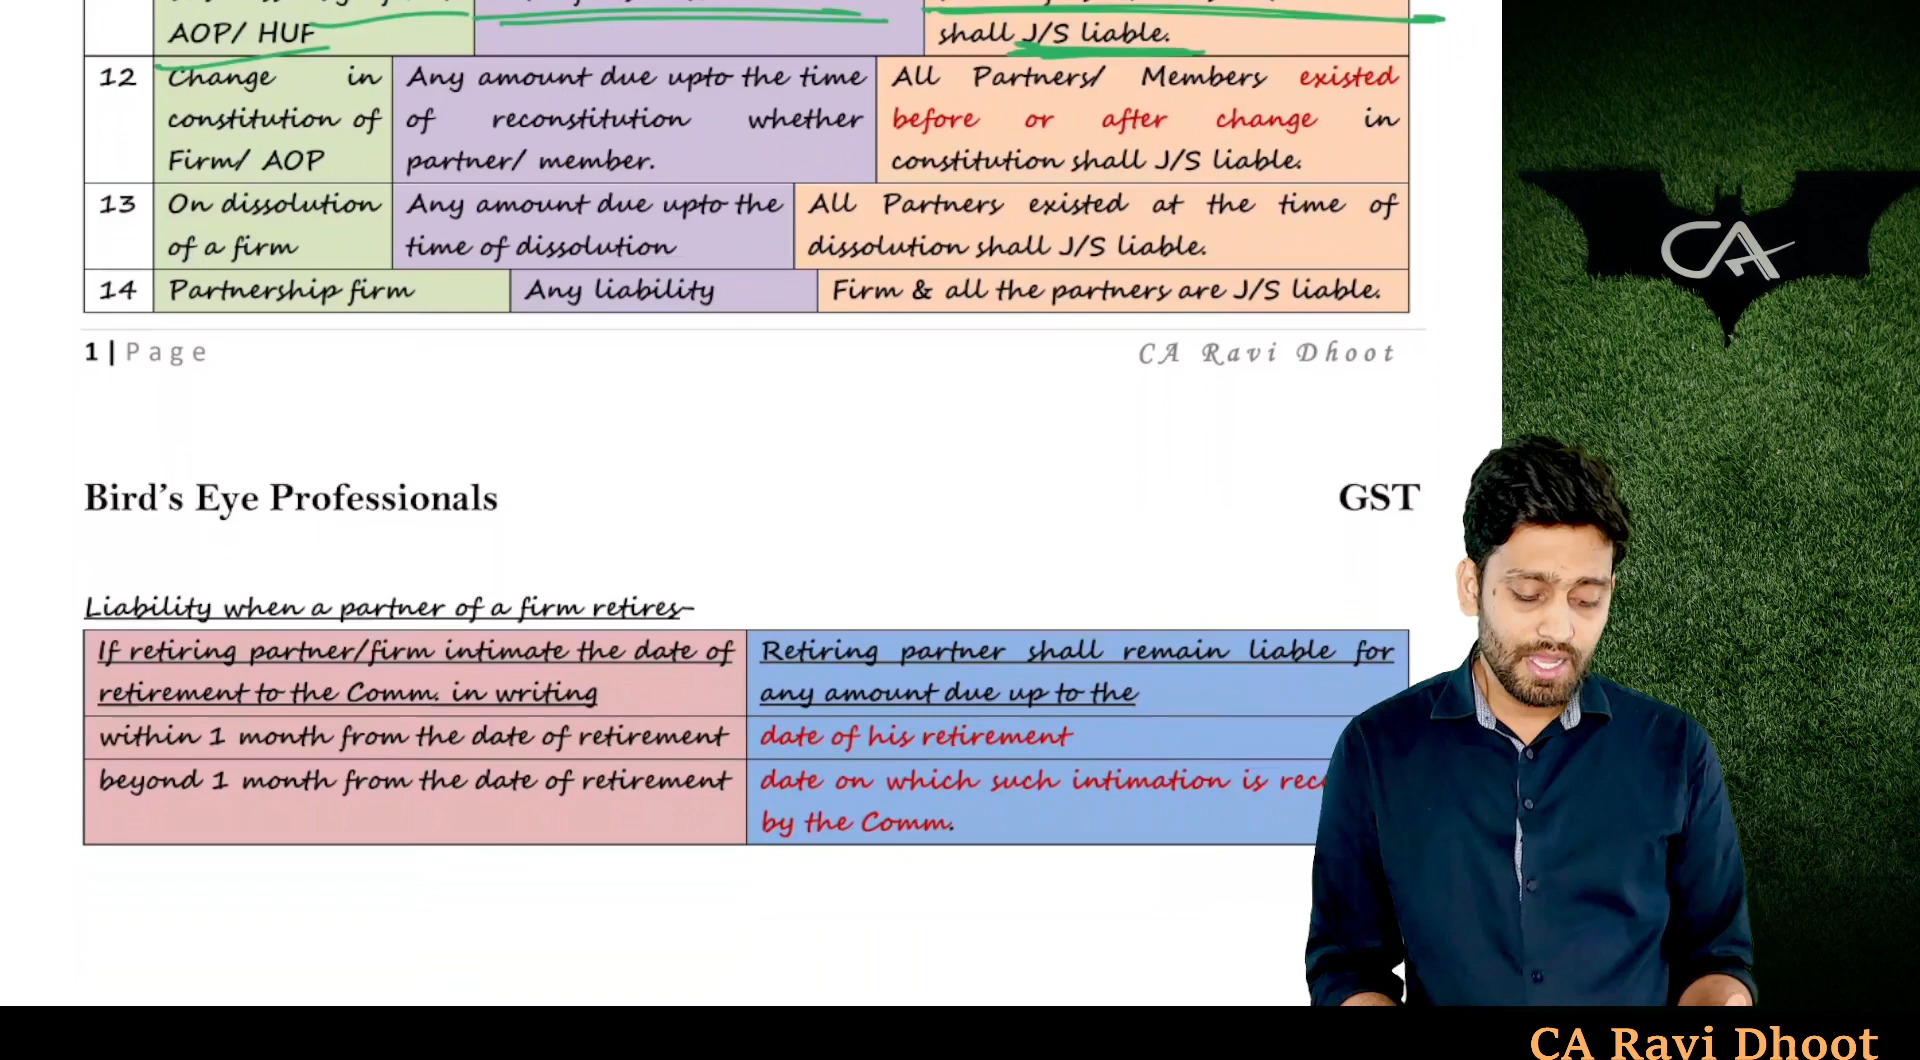 AOP/ HUF
shall J/S liable.
12 Change in constitution of Firm/ AOP
Any amount due upto the time of reconstitution whether partner/ member.
All Partners/ Members existed before or after change in constitution shall J/S liable.
13 On dissolution of a firm
Any amount due upto the time of dissolution
All Partners existed at the time of dissolution shall J/S liable.
14 Partnership firm
Any liability
Firm & all the partners are J/S liable.
1 | Page
CA Ravi Dhoot
Bird's Eye Professionals
GST
Liability when a partner of a firm retires-
If retiring partner/firm intimate the date of
retirement to the Comm. in writing
Retiring partner shall remain liable for
any amount due up to the
within 1 month from the date of retirement
date of his retirement
beyond 1 month from the date of retirement
date on which such intimation is
by the Comm.
CA
CA Ravi Dhoot